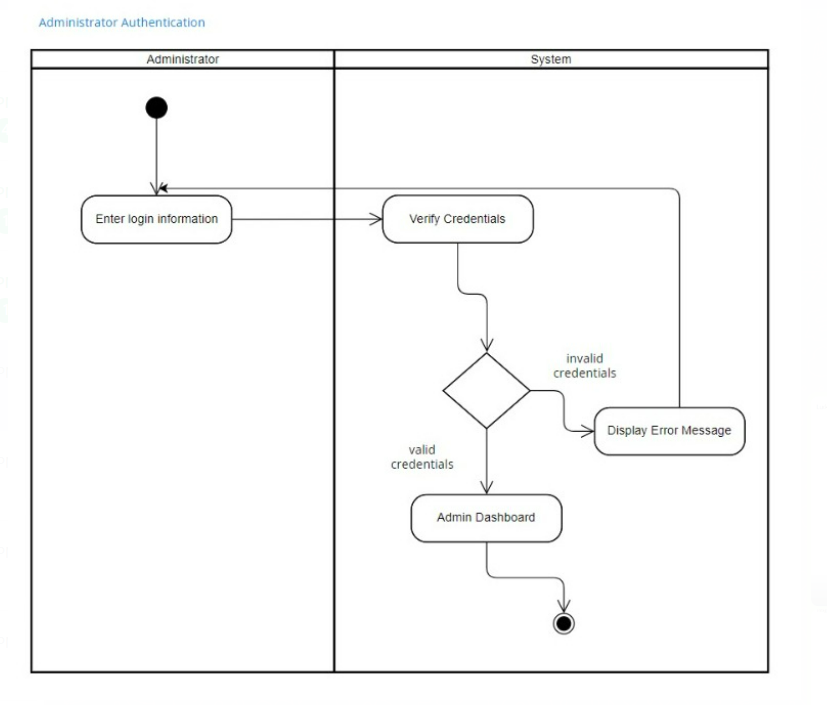 Administrator Authentication
Administrator
System
Enter login information
Verify Credentials
invalid
credentials
Display Error Message
valid
credentials
Admin Dashboard